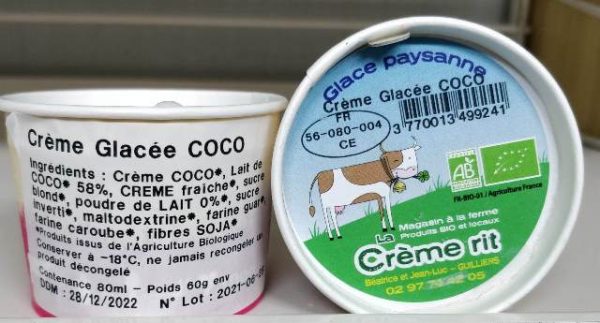 Crème Glacée COCO
Ingrédients : Crème COCO*, Lait de
COCO* 58%, CREME fraiche*, sucre
blond*, poudre de LAIT 0%*, sucre
inverti*, maltodextrine*, farine guar*,
farine caroube*, fibres SOJA*
*Produits issus de l'Agriculture Biologique
Conserver à -18°C, ne jamais recongeler un
produit décongelé
Contenance 80ml - Poids 60g env
DDM : 28/12/2022 N° Lot : 2021-06-
Glace paysanne
Crème Glacée COCO
FR
56-080-004
CE
3 770013 499241
AB
FR-BIO-01 / Agriculture France
Magasin à la ferme
Produits BIO et locaux
La
Crème rit
Béatrice et Jean-Luc - GUILLIERS
02 97 74 42 05